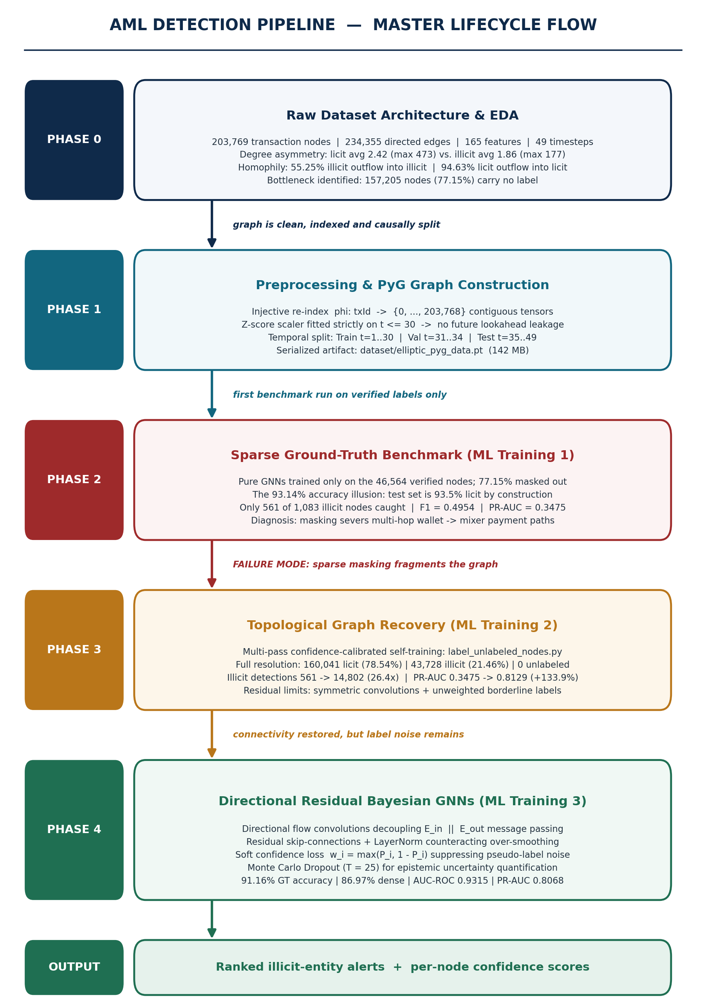 AML DETECTION PIPELINE — MASTER LIFECYCLE FLOW
PHASE 0
Raw Dataset Architecture & EDA
203,769 transaction nodes | 234,355 directed edges | 165 features | 49 timesteps
Degree asymmetry: licit avg 2.42 (max 473) vs. illicit avg 1.86 (max 177)
Homophily: 55.25% illicit outflow into illicit | 94.63% licit outflow into licit
Bottleneck identified: 157,205 nodes (77.15%) carry no label
graph is clean, indexed and causally split
PHASE 1
Preprocessing & PyG Graph Construction
Injective re-index phi: txId -> {0, ..., 203,768} contiguous tensors
Z-score scaler fitted strictly on t <= 30 -> no future lookahead leakage
Temporal split: Train t=1..30 | Val t=31..34 | Test t=35..49
Serialized artifact: dataset/elliptic_pyg_data.pt (142 MB)
first benchmark run on verified labels only
PHASE 2
Sparse Ground-Truth Benchmark (ML Training 1)
Pure GNNs trained only on the 46,564 verified nodes; 77.15% masked out
The 93.14% accuracy illusion: test set is 93.5% licit by construction
Only 561 of 1,083 illicit nodes caught | F1 = 0.4954 | PR-AUC = 0.3475
Diagnosis: masking severs multi-hop wallet -> mixer payment paths
FAILURE MODE: sparse masking fragments the graph
PHASE 3
Topological Graph Recovery (ML Training 2)
Multi-pass confidence-calibrated self-training: label_unlabeled_nodes.py
Full resolution: 160,041 licit (78.54%) | 43,728 illicit (21.46%) | 0 unlabeled
Illicit detections 561 -> 14,802 (26.4x) | PR-AUC 0.3475 -> 0.8129 (+133.9%)
Residual limits: symmetric convolutions + unweighted borderline labels
connectivity restored, but label noise remains
PHASE 4
Directional Residual Bayesian GNNs (ML Training 3)
Directional flow convolutions decoupling E_in || E_out message passing
Residual skip-connections + LayerNorm counteracting over-smoothing
Soft confidence loss w_i = max(P_i, 1 - P_i) suppressing pseudo-label noise
Monte Carlo Dropout (T = 25) for epistemic uncertainty quantification
91.16% GT accuracy | 86.97% dense | AUC-ROC 0.9315 | PR-AUC 0.8068
OUTPUT
Ranked illicit-entity alerts + per-node confidence scores